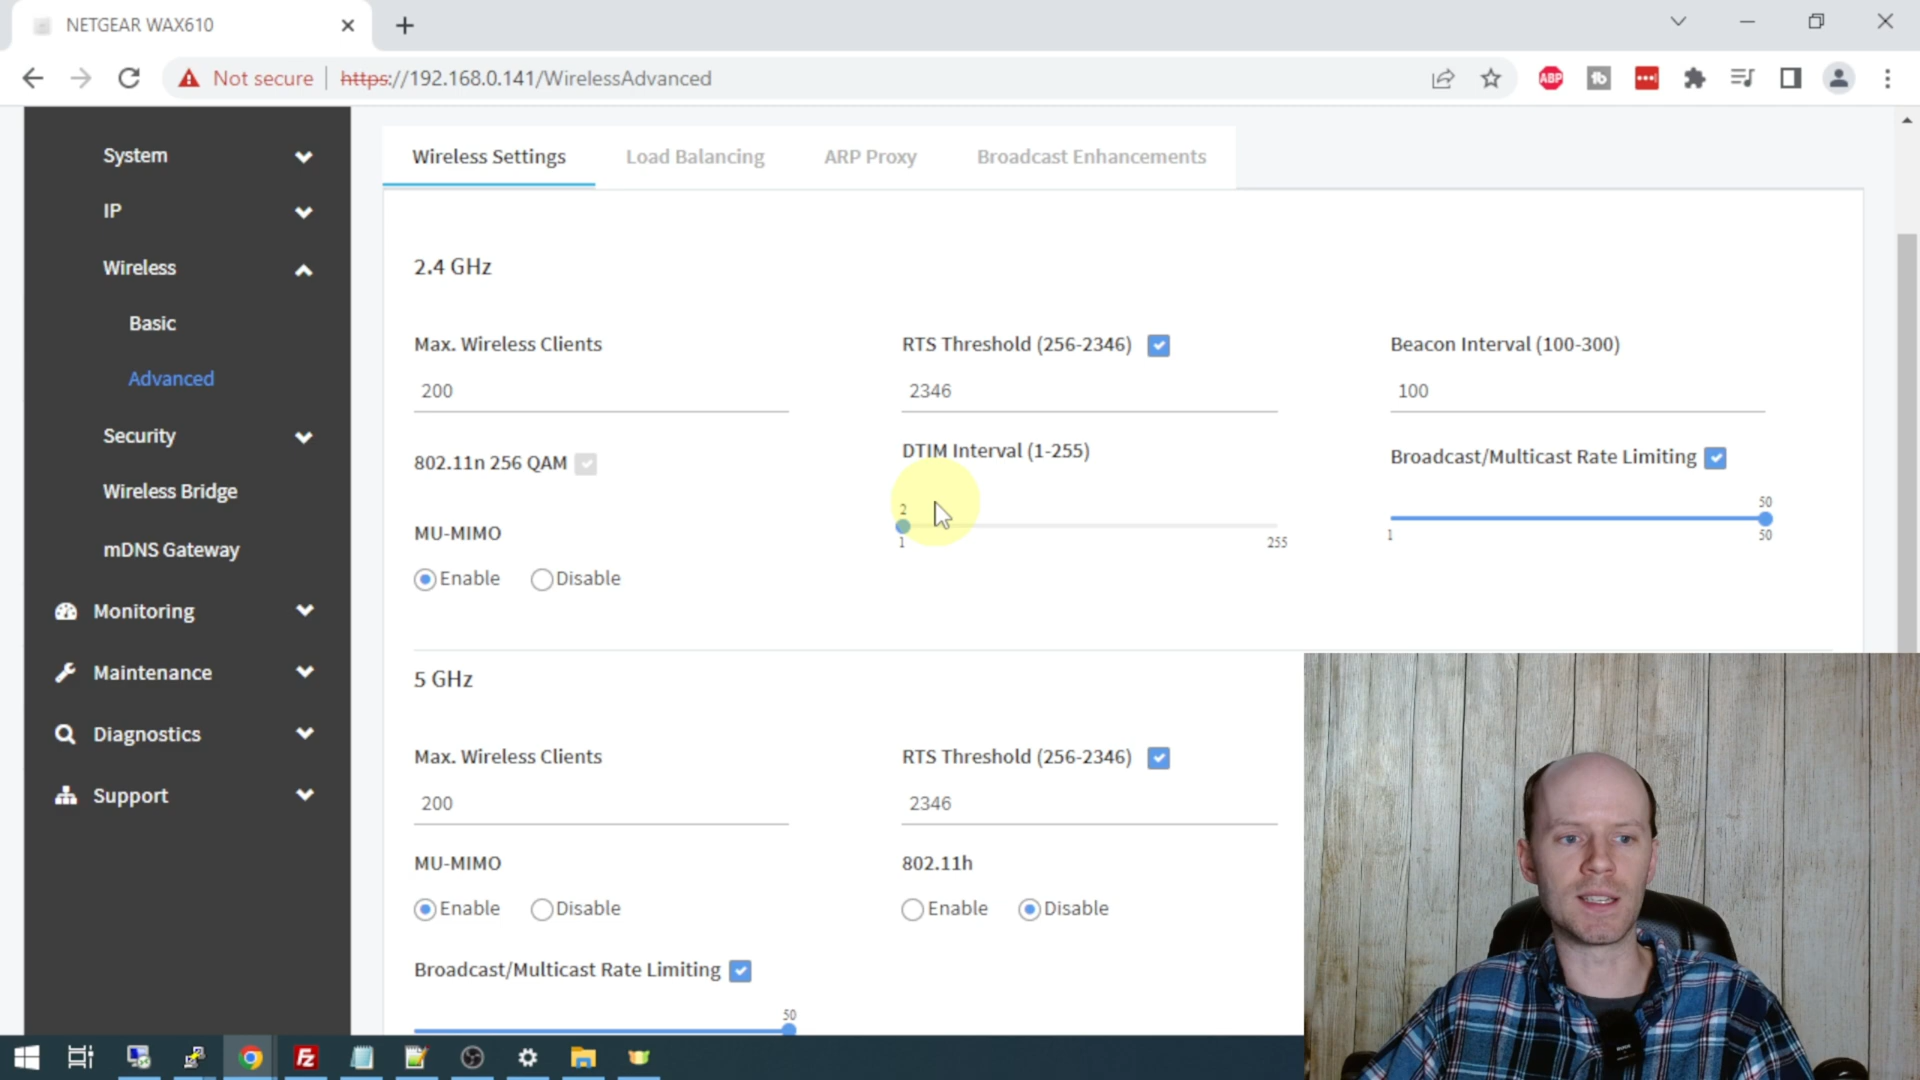 NETGEAR WAX610
Not secure
https://192.168.0.141/WirelessAdvanced
ABP
System
IP
Wireless
Basic
Advanced
Security
Wireless Bridge
mDNS Gateway
Monitoring
Maintenance
Diagnostics
Support
Wireless Settings
Load Balancing
ARP Proxy
Broadcast Enhancements
2.4 GHz
Max. Wireless Clients
RTS Threshold (256-2346)
Beacon Interval (100-300)
200
2346
100
802.11n 256 QAM
DTIM Interval (1-255)
Broadcast/Multicast Rate Limiting
2
50
1
255
1
50
MU-MIMO
Enable
Disable
5 GHz
Max. Wireless Clients
RTS Threshold (256-2346)
200
2346
MU-MIMO
802.11h
Enable
Disable
Enable
Disable
Broadcast/Multicast Rate Limiting
50